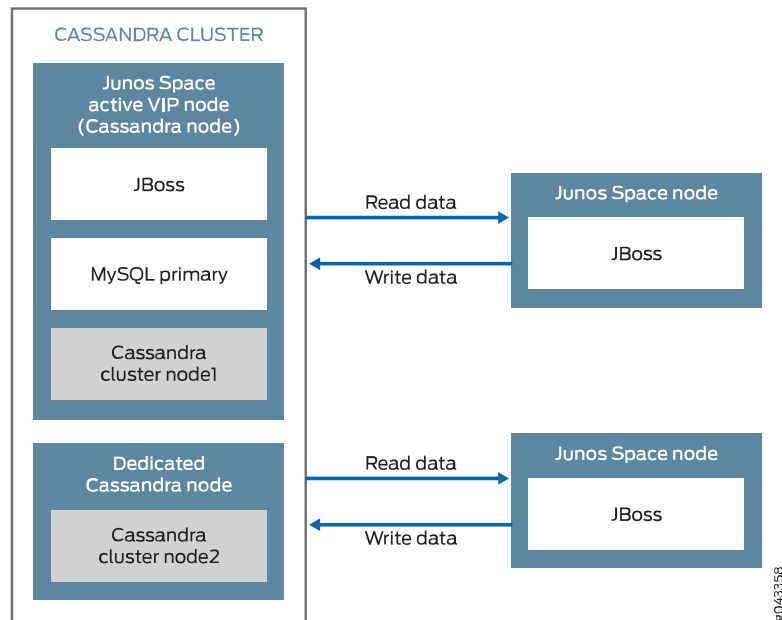 CASSANDRA CLUSTER
Junos Space
active VIP node
(Cassandra node)
JBoss
MySQL primary
Cassandra
cluster node1
Dedicated
Cassandra node
Cassandra
cluster node2
Read data
Write data
Junos Space node
JBoss
Read data
Write data
Junos Space node
JBoss
g043358